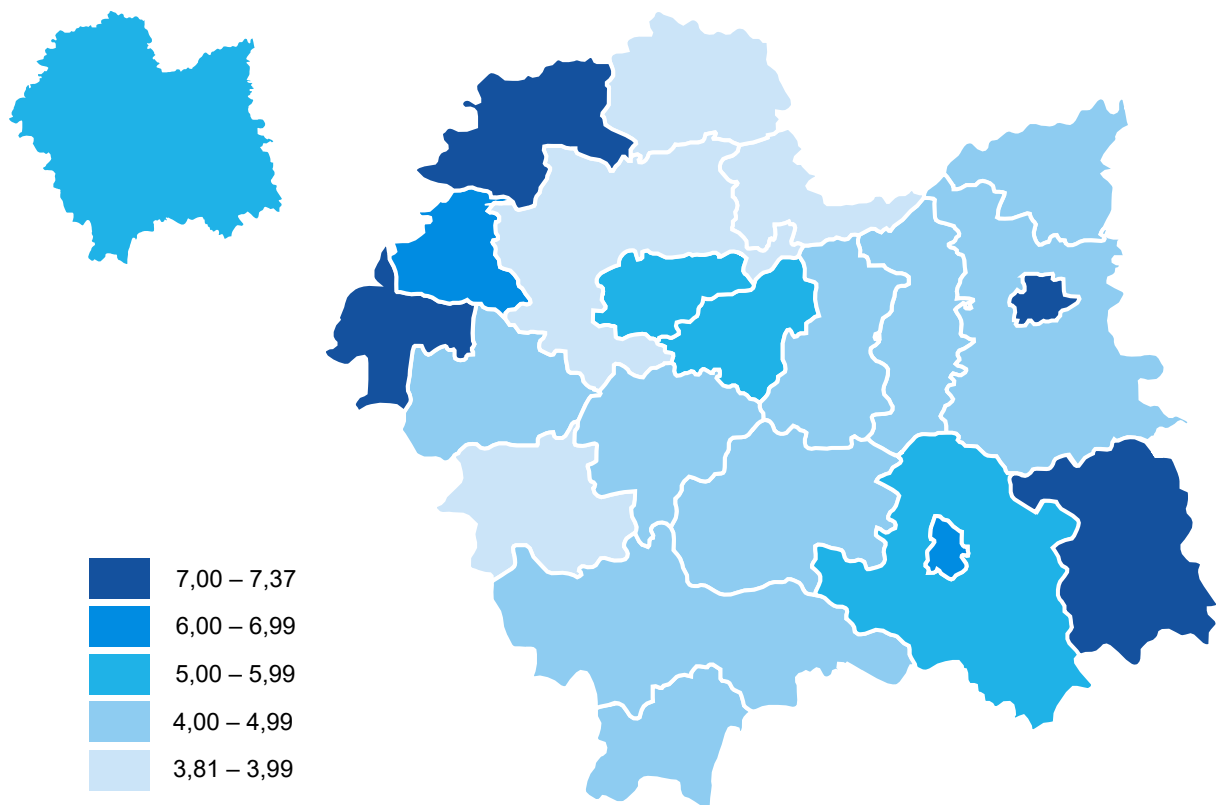 7,00 – 7,37
6,00 – 6,99
5,00 – 5,99
4,00 – 4,99
3,81 – 3,99